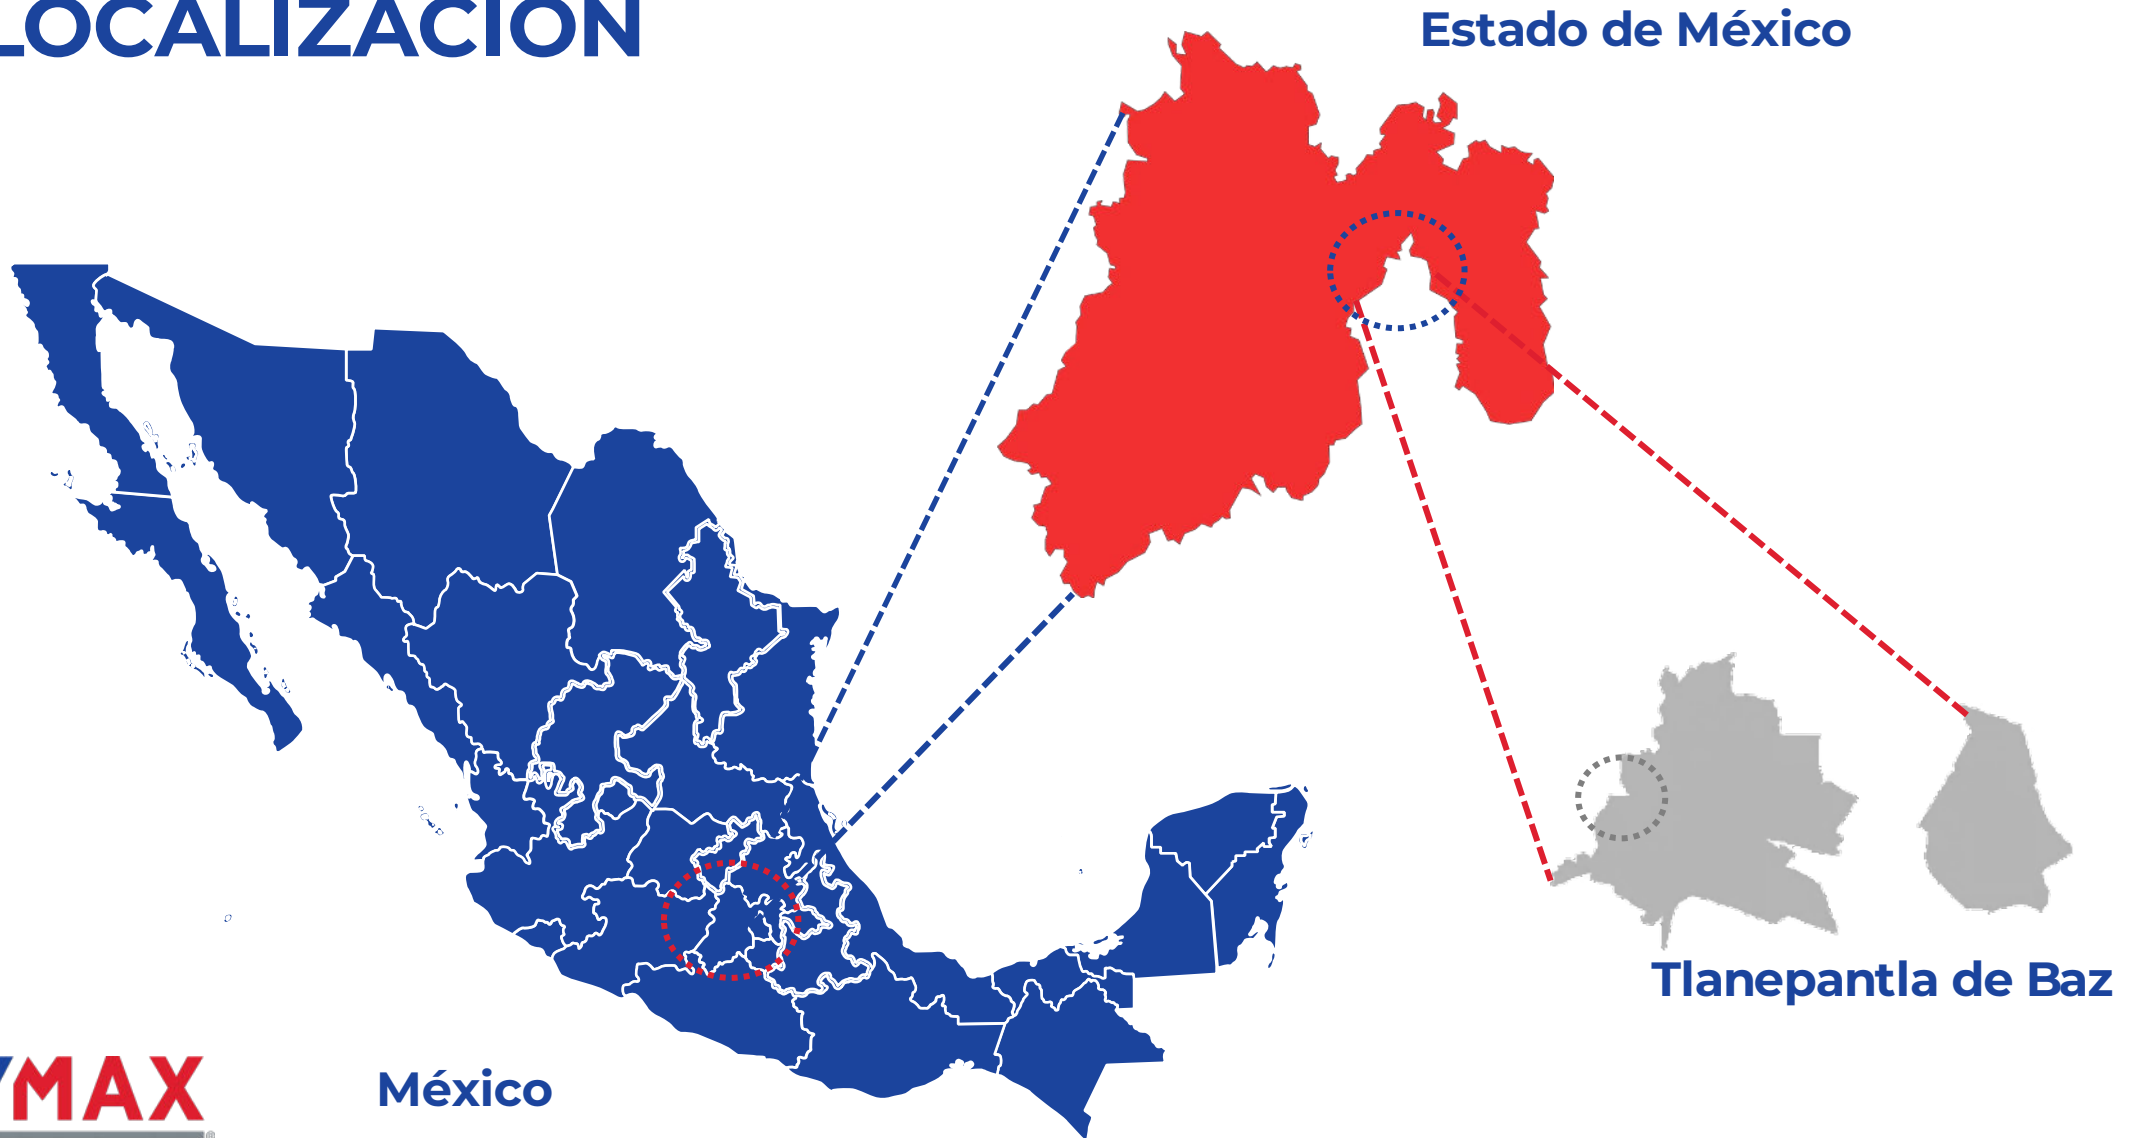 LOCALIZACIÓN
Estado de México
Tlanepantla de Baz
México
/MAX